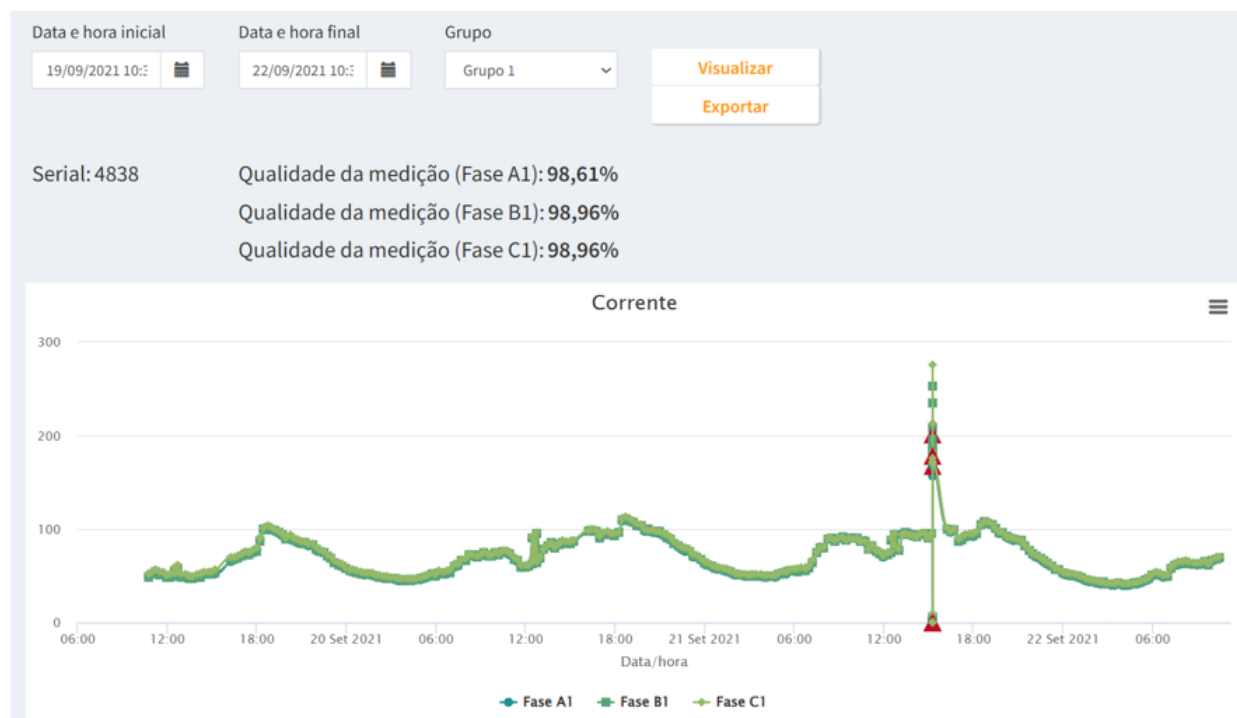 Data e hora inicial Data e hora final Grupo
19/09/2021 10:3 22/09/2021 10:3 Grupo 1 Visualizar
Exportar
Serial: 4838 Qualidade da medição (Fase A1): 98,61%
Qualidade da medição (Fase B1): 98,96%
Qualidade da medição (Fase C1): 98,96%
Corrente
300
200
100
0
06:00 12:00 18:00 20 Set 2021 06:00 12:00 18:00 21 Set 2021 06:00 12:00 18:00 22 Set 2021 06:00
Data/hora
Fase A1 Fase B1 Fase C1